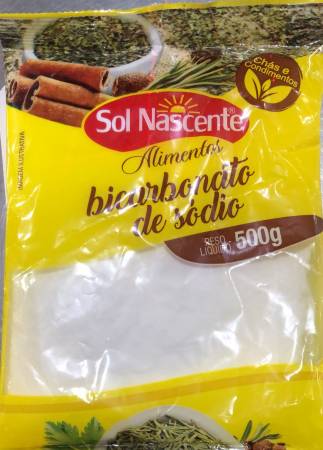 Chás e
Condimentos
IMAGEM ILUSTRATIVA
Sol Nascente
Alimentos
bicarbonato
de sódio
PESO
LÍQUIDO 500g